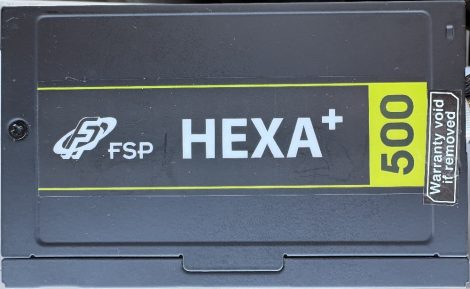 FSP HEXA+
500
Warranty void
if removed